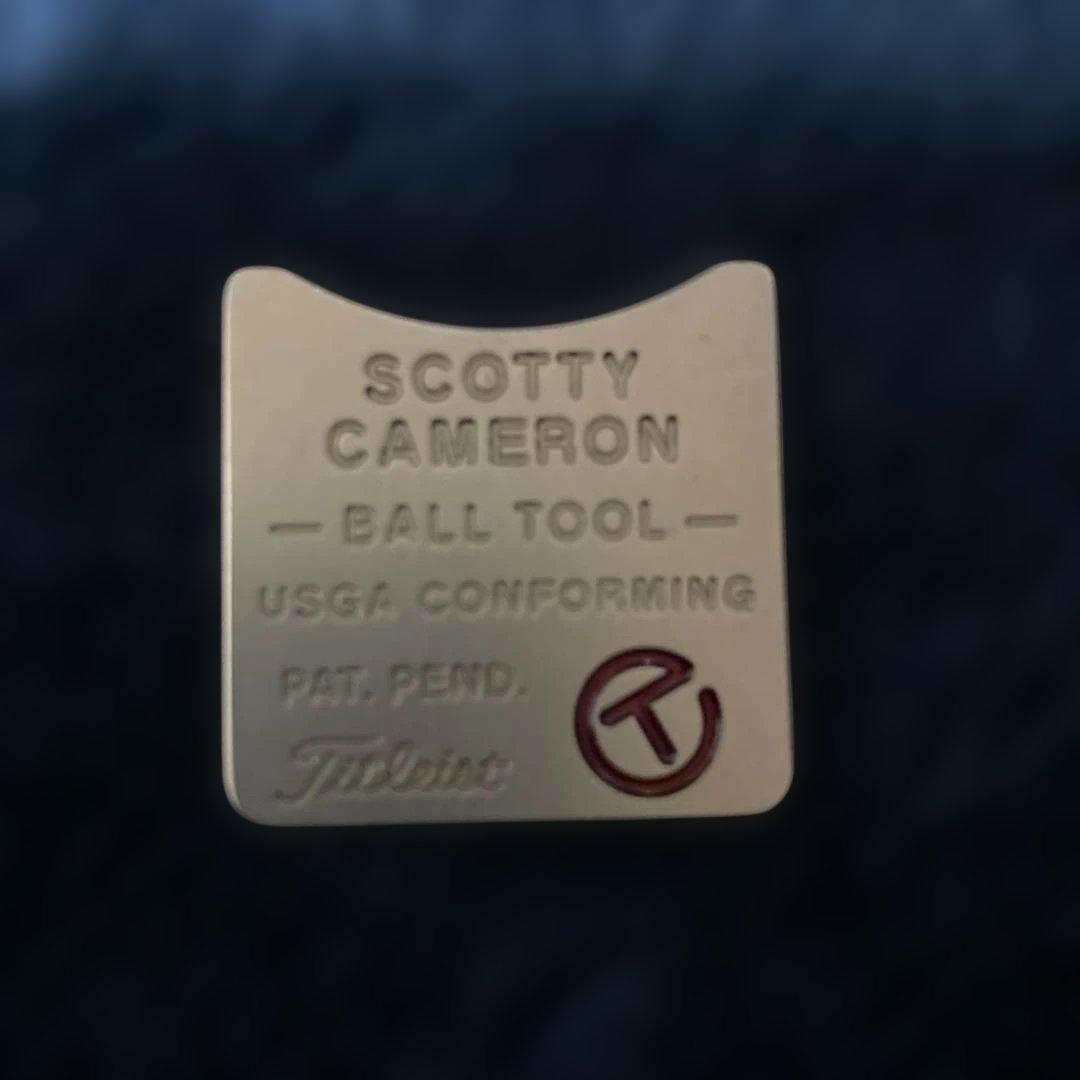 SCOTTY
CAMERON
— BALL TOOL —
USGA CONFORMING
PAT. PEND.
Titleist